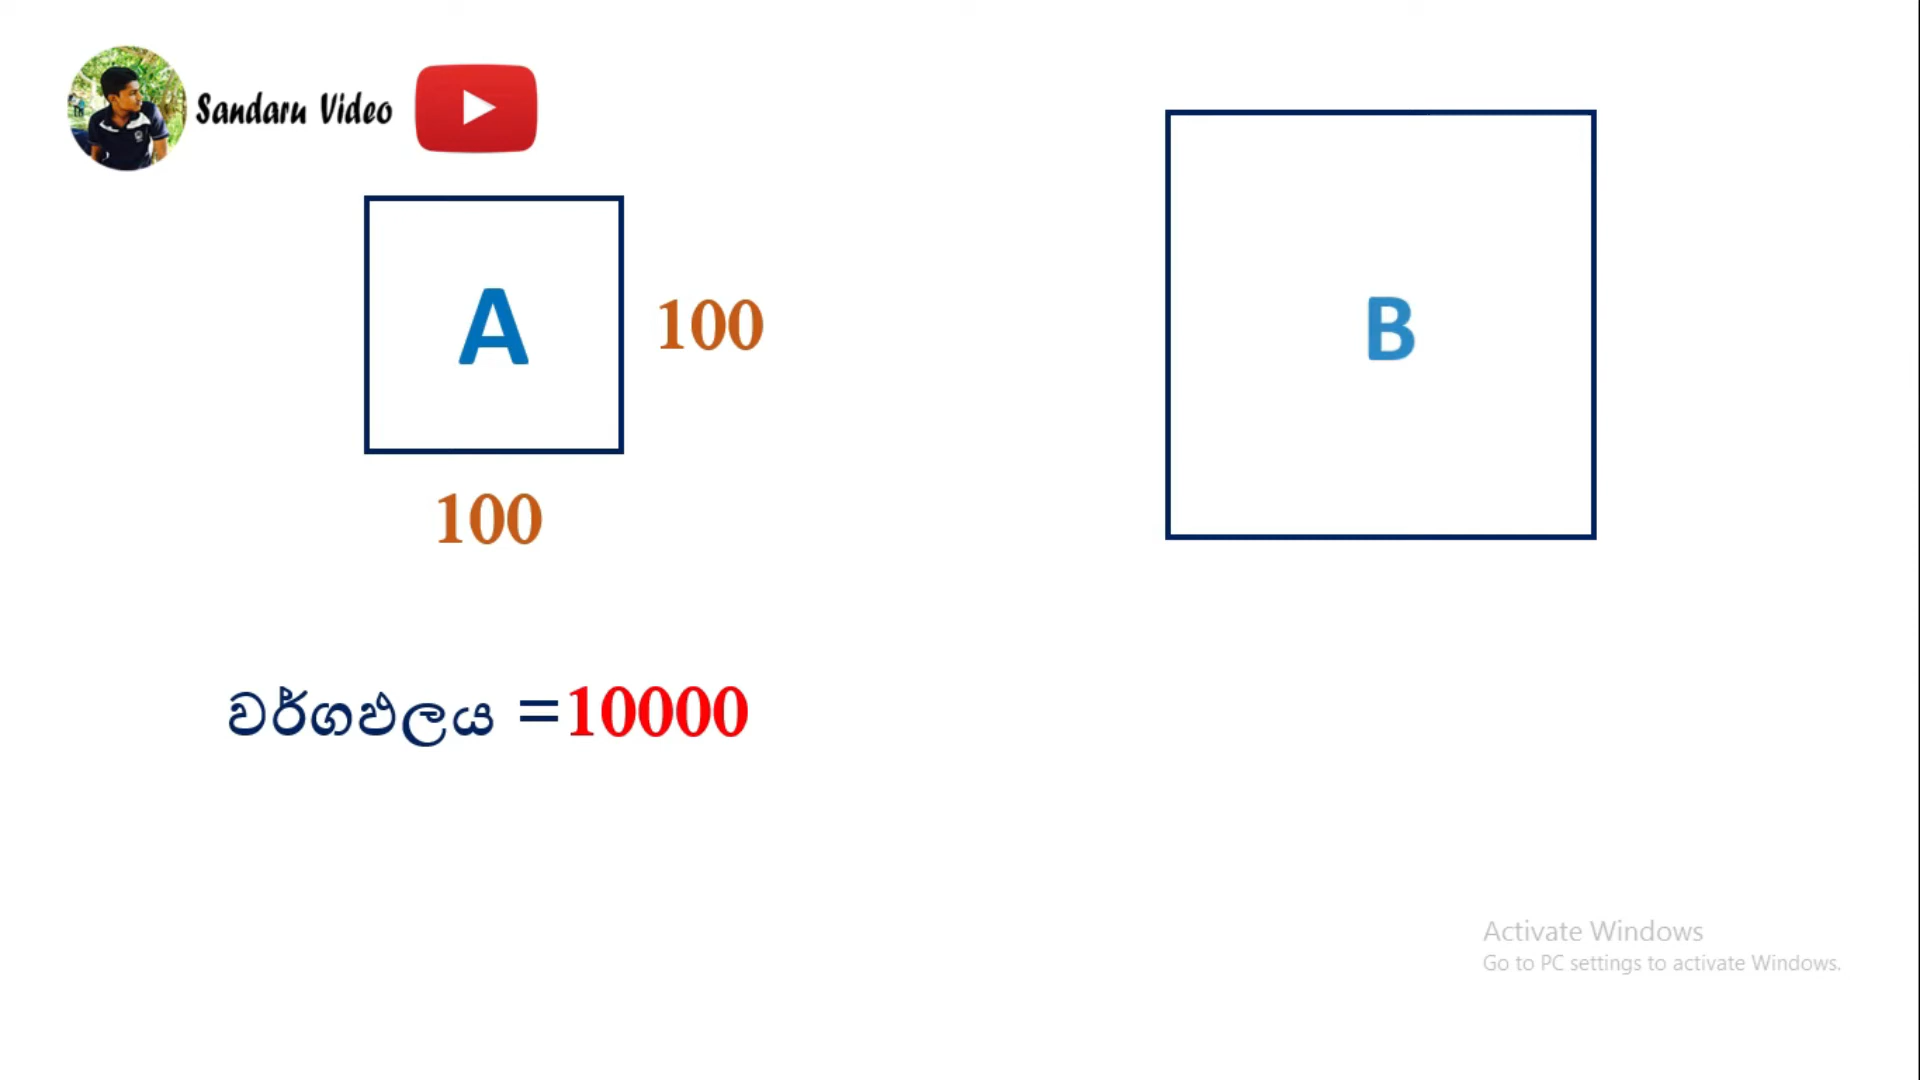 Sandaru Video
A
100
100
B
වර්ගඵලය =10000
Activate Windows
Go to PC settings to activate Windows.